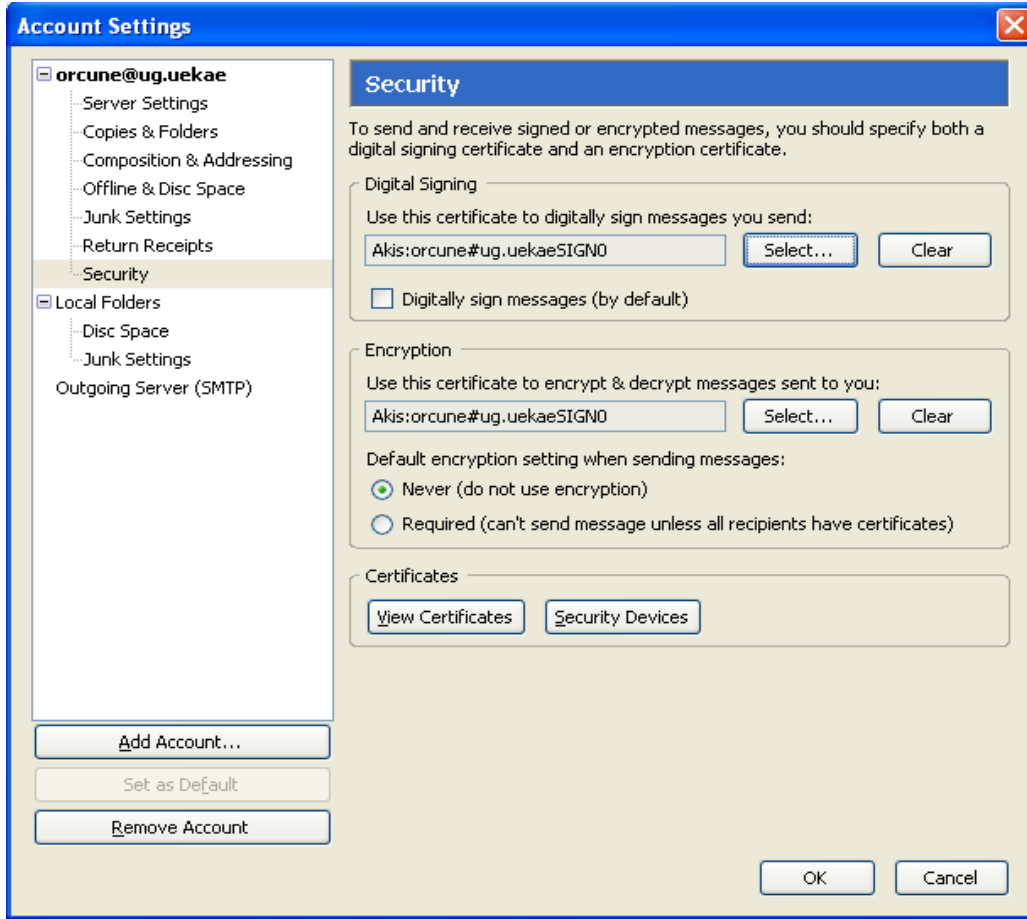 Account Settings
orcune@ug.uekae
Server Settings
Copies & Folders
Composition & Addressing
Offline & Disc Space
Junk Settings
Return Receipts
Security
Local Folders
Disc Space
Junk Settings
Outgoing Server (SMTP)
Add Account...
Set as Default
Remove Account
Security
To send and receive signed or encrypted messages, you should specify both a
digital signing certificate and an encryption certificate.
Digital Signing
Use this certificate to digitally sign messages you send:
Akis:orcune#ug.uekaeSIGN0 Select... Clear
Digitally sign messages (by default)
Encryption
Use this certificate to encrypt & decrypt messages sent to you:
Akis:orcune#ug.uekaeSIGN0 Select... Clear
Default encryption setting when sending messages:
Never (do not use encryption)
Required (can't send message unless all recipients have certificates)
Certificates
View Certificates Security Devices
OK Cancel